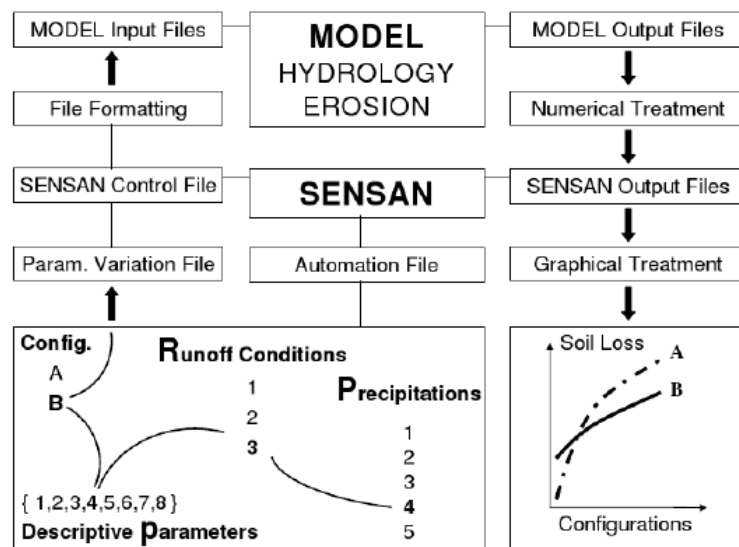 MODEL Input Files
MODEL
HYDROLOGY
EROSION
MODEL Output Files
File Formatting
Numerical Treatment
SENSAN Control File
SENSAN
SENSAN Output Files
Param. Variation File
Automation File
Graphical Treatment
Config.
A
B
{ 1,2,3,4,5,6,7,8 }
Descriptive Parameters
Runoff Conditions
1
2
3
Precipitations
1
2
3
4
5
Soil Loss
A
B
Configurations